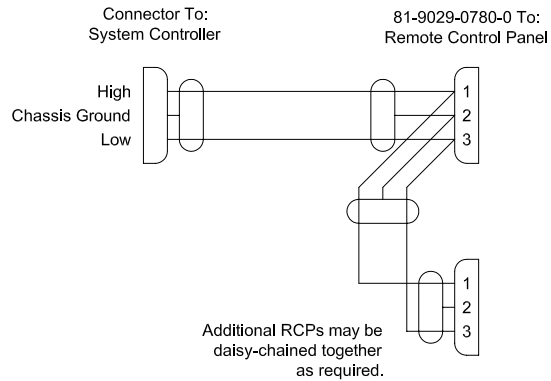 Connector To:
System Controller
81-9029-0780-0 To:
Remote Control Panel
High
Chassis Ground
Low
1
2
3
1
2
3
Additional RCPs may be
daisy-chained together
as required.